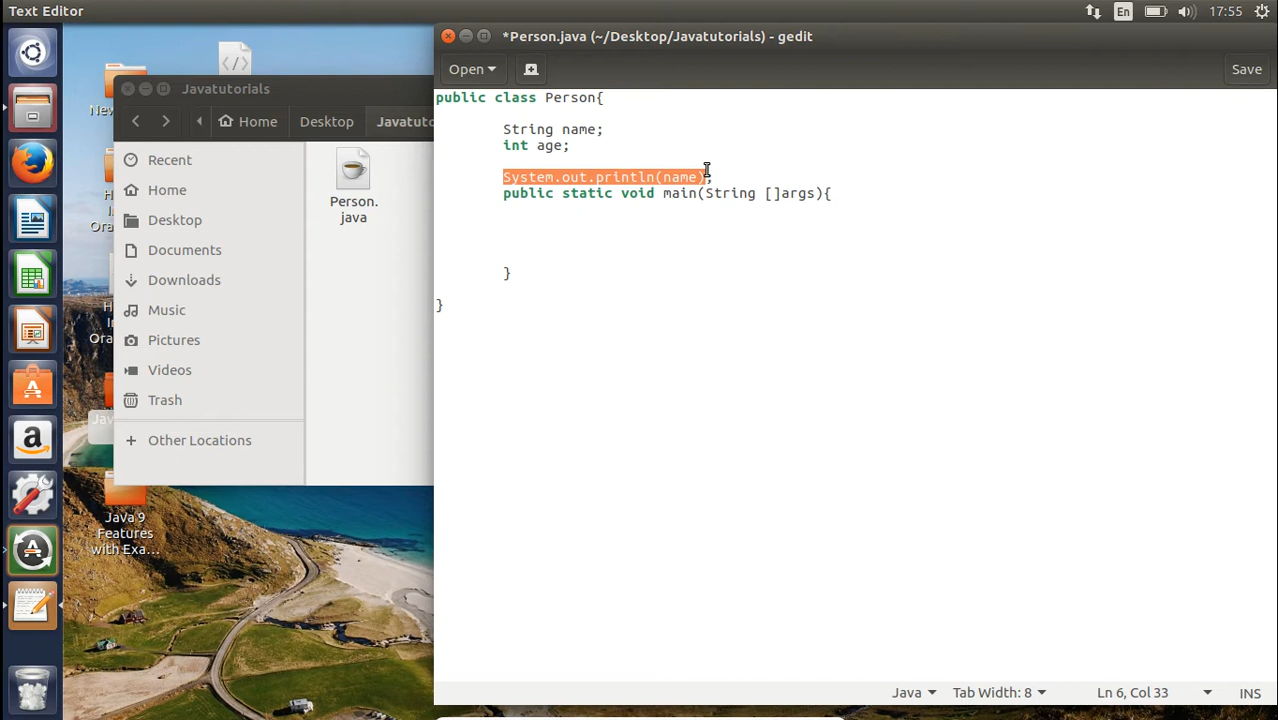 Text Editor
En
17:55
*Person.java (~/Desktop/Javatutorials) - gedit
Open
Save
Javatutorials
Home
Desktop
Javatuto
Recent
Home
Desktop
Documents
Downloads
Music
Pictures
Videos
Trash
Other Locations
Person.
java
public class Person{
String name;
int age;
System.out.println(name);
public static void main(String []args){
}
}
Java 9
Features
with Exa...
Java
Tab Width: 8
Ln 6, Col 33
INS